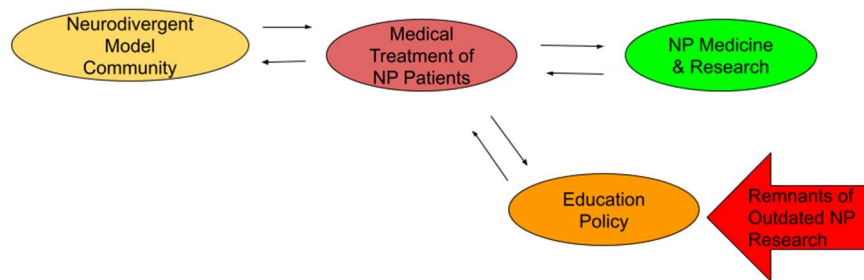 Neurodivergent
Model
Community
Medical
Treatment of
NP Patients
NP Medicine
& Research
Education
Policy
Remnants of
Outdated NP
Research